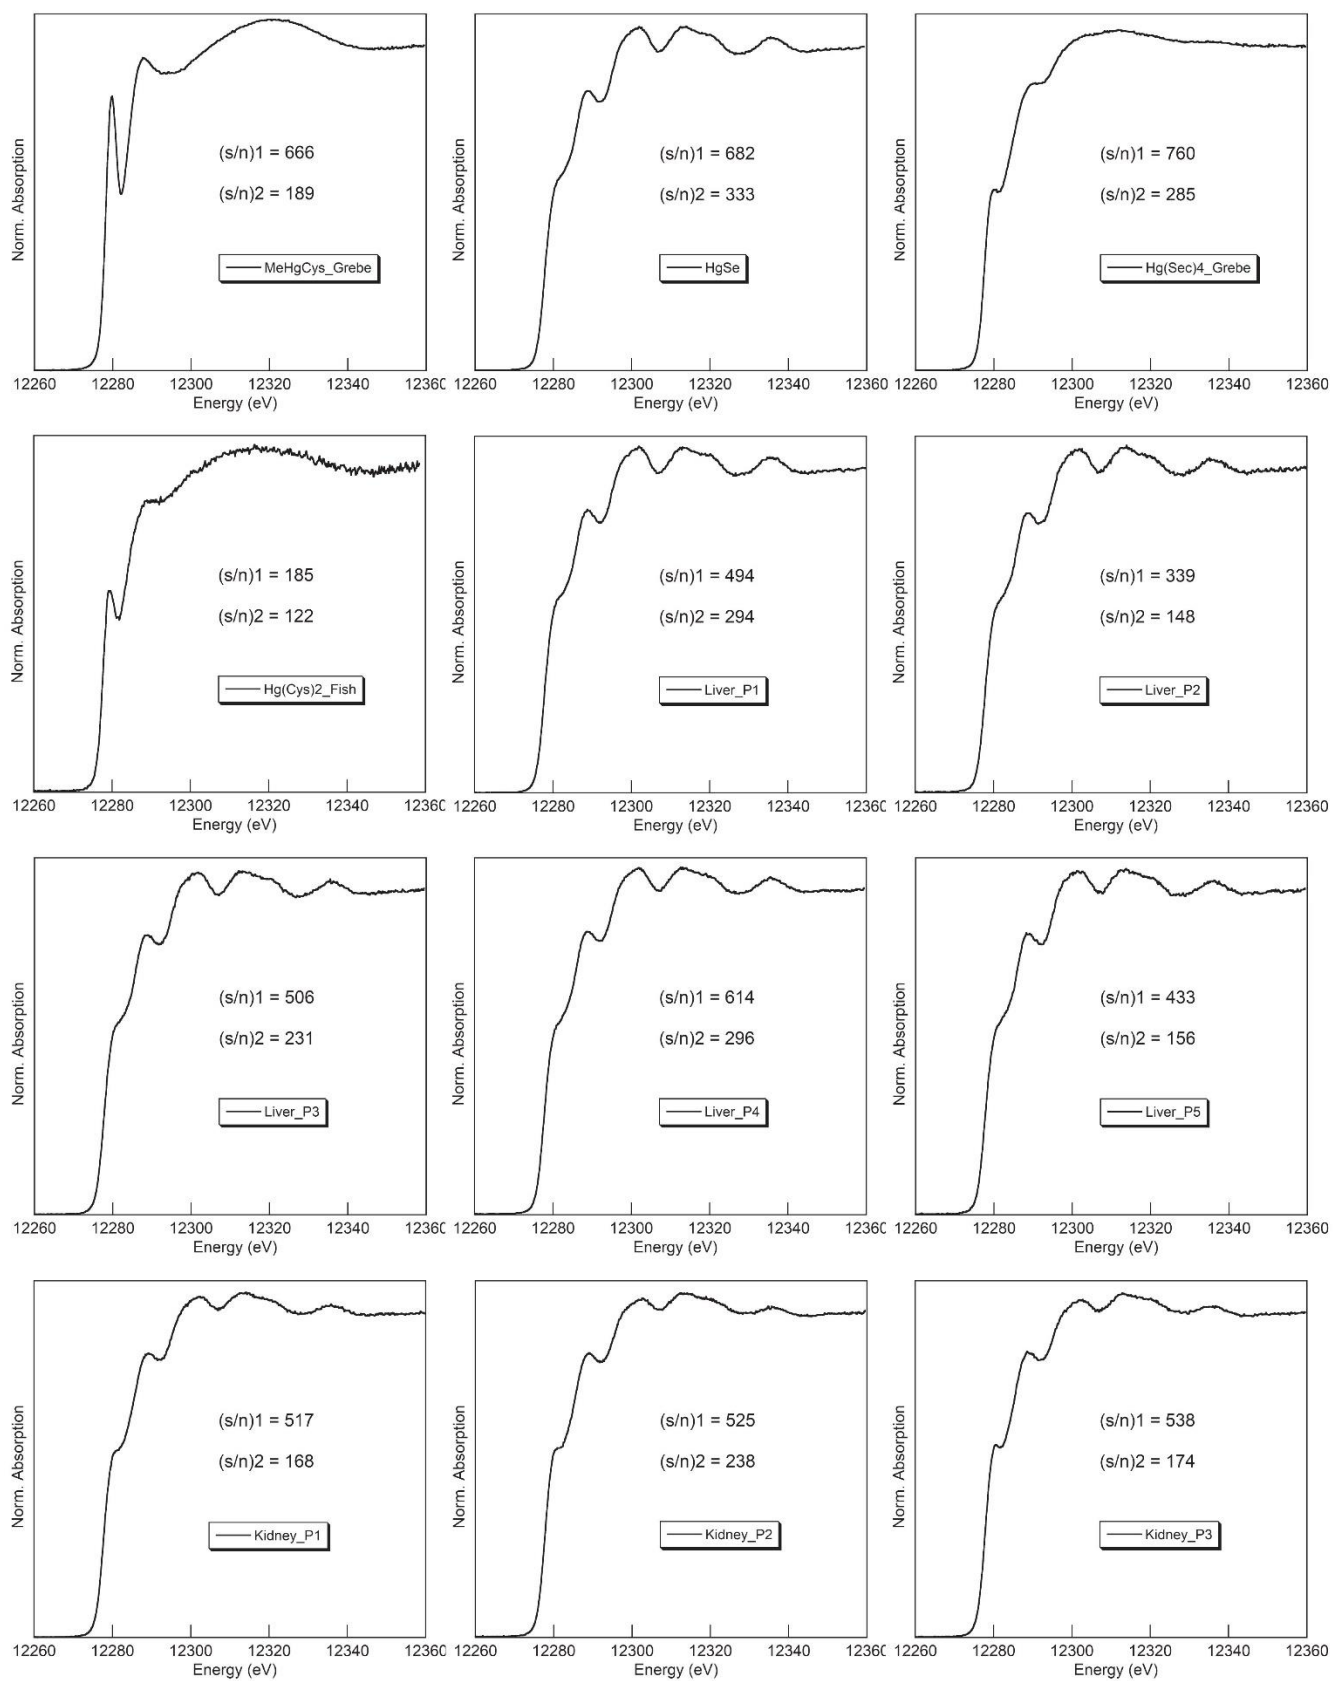 Norm. Absorption
(s/n)1 = 666
(s/n)2 = 189
MeHgCys_Grebe
12260 12280 12300 12320 12340 12360
Energy (eV)
Norm. Absorption
(s/n)1 = 682
(s/n)2 = 333
HgSe
12260 12280 12300 12320 12340 12360
Energy (eV)
Norm. Absorption
(s/n)1 = 760
(s/n)2 = 285
Hg(Sec)4_Grebe
12260 12280 12300 12320 12340 12360
Energy (eV)
Norm. Absorption
(s/n)1 = 185
(s/n)2 = 122
Hg(Cys)2_Fish
12260 12280 12300 12320 12340 12360
Energy (eV)
Norm. Absorption
(s/n)1 = 494
(s/n)2 = 294
Liver_P1
12260 12280 12300 12320 12340 12360
Energy (eV)
Norm. Absorption
(s/n)1 = 339
(s/n)2 = 148
Liver_P2
12260 12280 12300 12320 12340 12360
Energy (eV)
Norm. Absorption
(s/n)1 = 506
(s/n)2 = 231
Liver_P3
12260 12280 12300 12320 12340 12360
Energy (eV)
Norm. Absorption
(s/n)1 = 614
(s/n)2 = 296
Liver_P4
12260 12280 12300 12320 12340 12360
Energy (eV)
Norm. Absorption
(s/n)1 = 433
(s/n)2 = 156
Liver_P5
12260 12280 12300 12320 12340 12360
Energy (eV)
Norm. Absorption
(s/n)1 = 517
(s/n)2 = 168
Kidney_P1
12260 12280 12300 12320 12340 12360
Energy (eV)
Norm. Absorption
(s/n)1 = 525
(s/n)2 = 238
Kidney_P2
12260 12280 12300 12320 12340 12360
Energy (eV)
Norm. Absorption
(s/n)1 = 538
(s/n)2 = 174
Kidney_P3
12260 12280 12300 12320 12340 12360
Energy (eV)